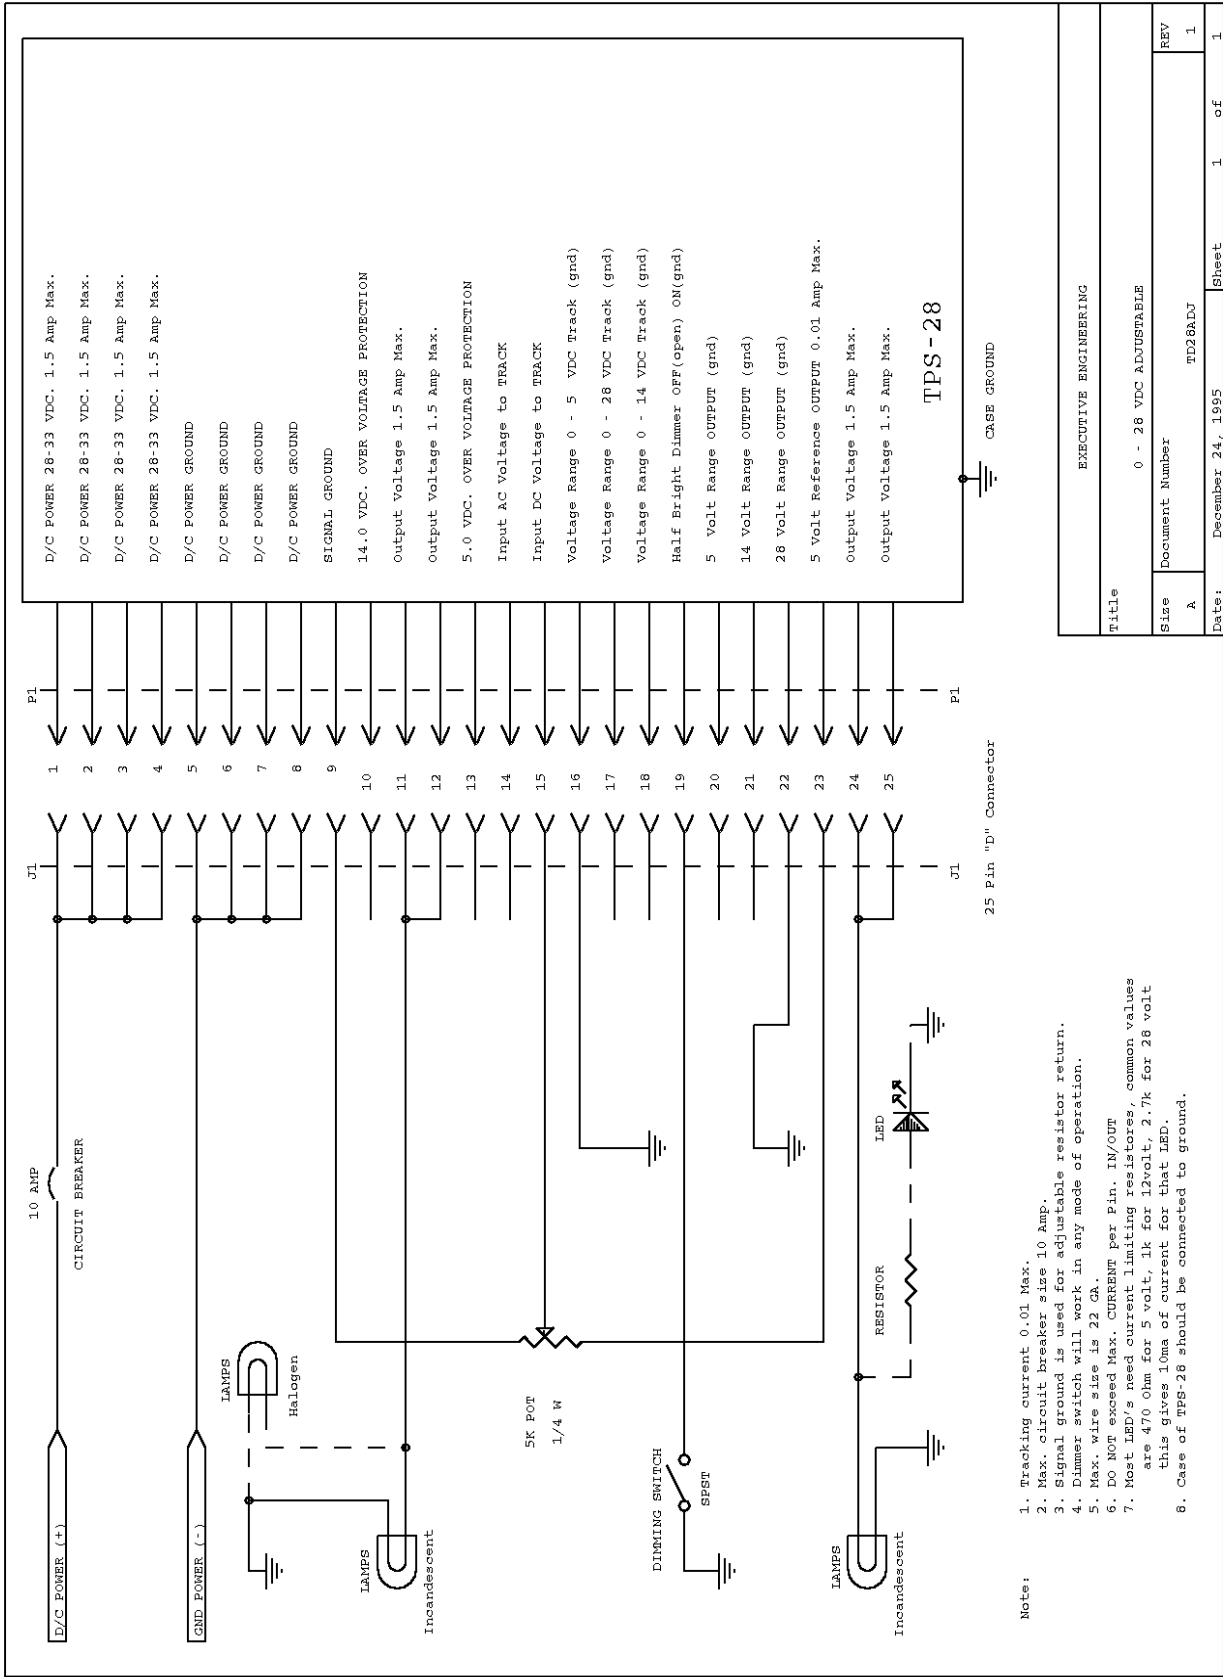 D/C POWER (+)
10 AMP
CIRCUIT BREAKER
GND POWER (-)
LAMPS
Halogen
LAMPS
Incandescent
5K POT
1/4 W
DIMMING SWITCH
SPST
LAMPS
Incandescent
RESISTOR
LED
J1
P1
1
2
3
4
5
6
7
8
9
10
11
12
13
14
15
16
17
18
19
20
21
22
23
24
25
J1
P1
25 Pin "D" Connector
D/C POWER 28-33 VDC. 1.5 Amp Max.
D/C POWER 28-33 VDC. 1.5 Amp Max.
D/C POWER 28-33 VDC. 1.5 Amp Max.
D/C POWER 28-33 VDC. 1.5 Amp Max.
D/C POWER GROUND
D/C POWER GROUND
D/C POWER GROUND
D/C POWER GROUND
SIGNAL GROUND
14.0 VDC. OVER VOLTAGE PROTECTION
Output Voltage 1.5 Amp Max.
Output Voltage 1.5 Amp Max.
5.0 VDC. OVER VOLTAGE PROTECTION
Input AC Voltage to TRACK
Input DC Voltage to TRACK
Voltage Range 0 - 5 VDC Track (gnd)
Voltage Range 0 - 28 VDC Track (gnd)
Voltage Range 0 - 14 VDC Track (gnd)
Half Bright Dimmer OFF(open) ON(gnd)
5 Volt Range OUTPUT (gnd)
14 Volt Range OUTPUT (gnd)
28 Volt Range OUTPUT (gnd)
5 Volt Reference OUTPUT 0.01 Amp Max.
Output Voltage 1.5 Amp Max.
Output Voltage 1.5 Amp Max.
TPS-28
CASE GROUND
Note:
1. Tracking current 0.01 Max.
2. Max. circuit breaker size 10 Amp.
3. Signal ground is used for adjustable resistor return.
4. Dimmer switch will work in any mode of operation.
5. Max. wire size is 22 GA.
6. DO NOT exceed Max. CURRENT per Pin. IN/OUT
7. Most LED's need current limiting resistores, common values
are 470 Ohm for 5 volt, 1k for 12volt, 2.7k for 28 volt
this gives 10ma of current for that LED.
8. Case of TPS-28 should be connected to ground.
EXECUTIVE ENGINEERING
Title
0 - 28 VDC ADJUSTABLE
Size Document Number REV
A TD28ADJ 1
Date: December 24, 1995 Sheet 1 of 1